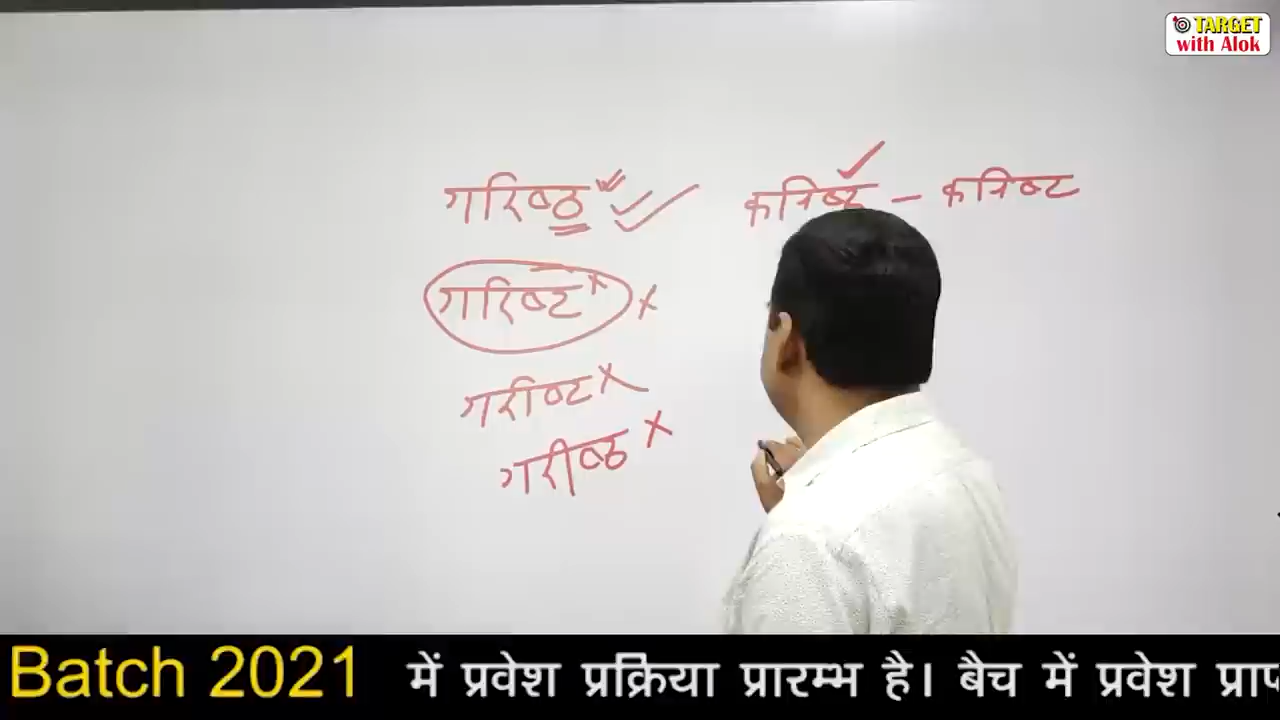 TARGET
with Alok
गरिष्ठ कनिष्ठ – कनिष्ट
गरिष्ट
गरीष्ट
गरीष्ठ
Batch 2021 में प्रवेश प्रक्रिया प्रारम्भ है। बैच में प्रवेश